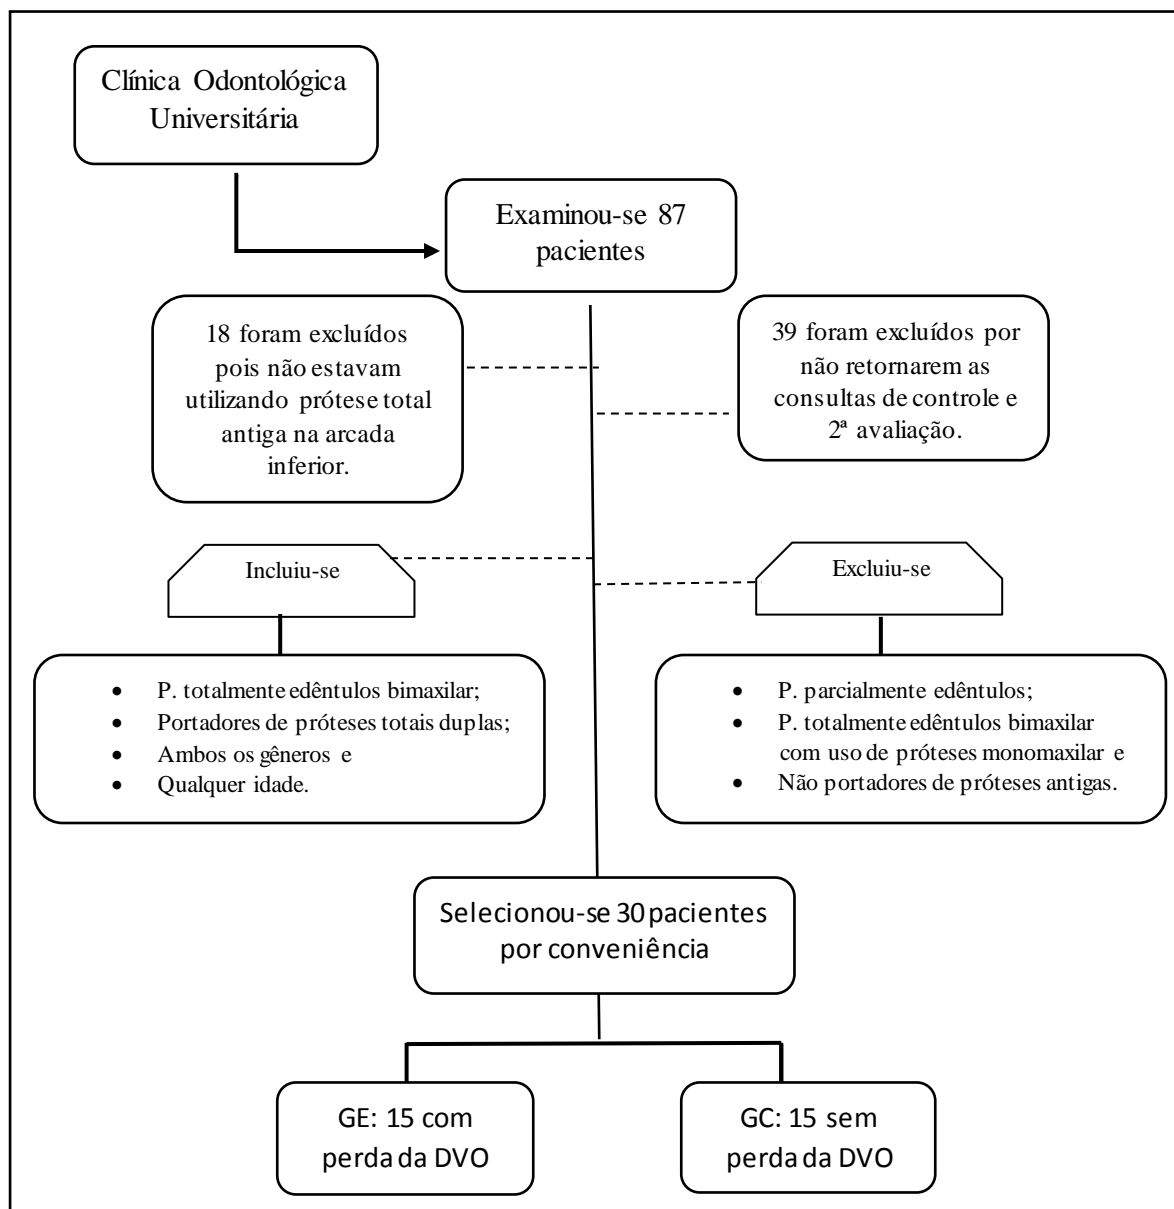 Clínica Odontológica
Universitária
Examinou-se 87
pacientes
18 foram excluídos
pois não estavam
utilizando prótese total
antiga na arcada
inferior.
39 foram excluídos por
não retornarem as
consultas de controle e
2ª avaliação.
Incluiu-se
Excluiu-se
• P. totalmente edêntulos bimaxilar;
• Portadores de próteses totais duplas;
• Ambos os gêneros e
• Qualquer idade.
• P. parcialmente edêntulos;
• P. totalmente edêntulos bimaxilar
com uso de próteses monomaxilar e
• Não portadores de próteses antigas.
Selecionou-se 30 pacientes
por conveniência
GE: 15 com
perda da DVO
GC: 15 sem
perda da DVO